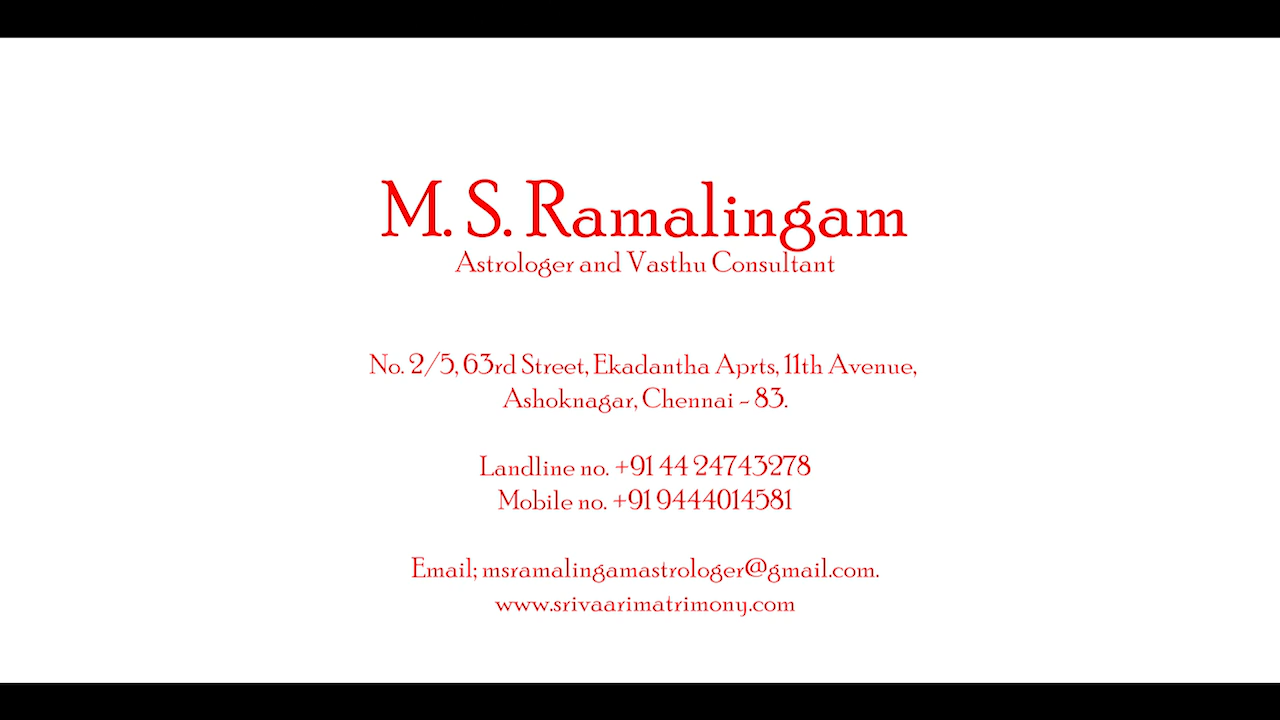 M. S. Ramalingam
Astrologer and Vasthu Consultant
No. 2/5, 63rd Street, Ekadantha Aprts, 11th Avenue,
Ashoknagar, Chennai - 83.
Landline no. +91 44 24743278
Mobile no. +91 9444014581
Email; msramalingamastrologer@gmail.com.
www.srivaarimatrimony.com